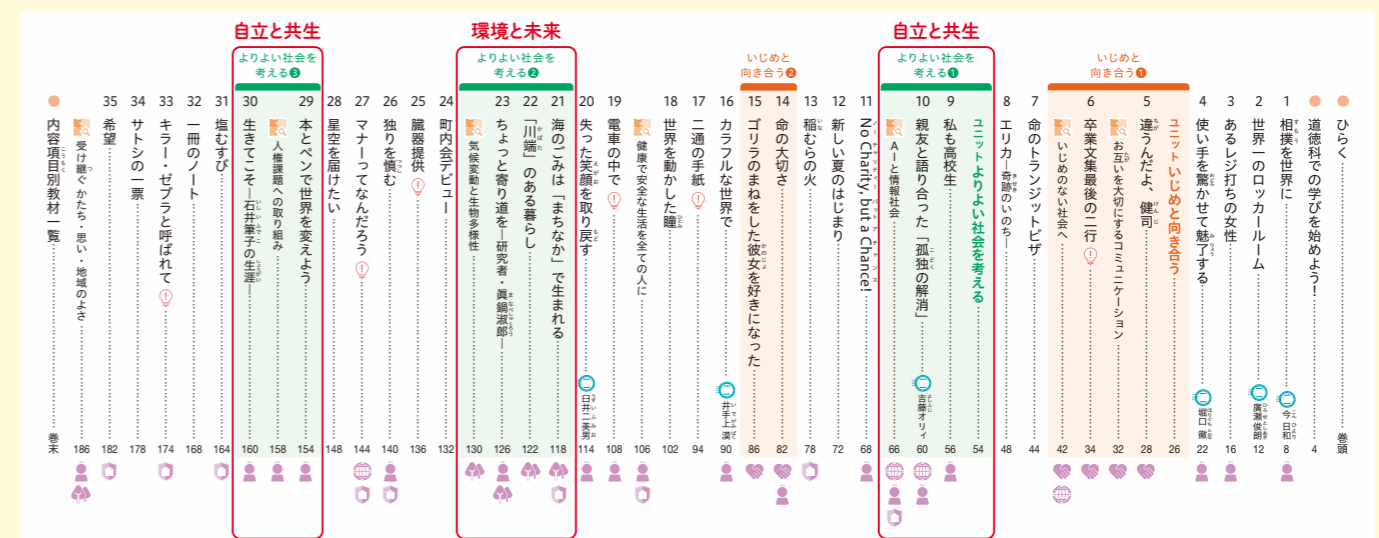 自立と共生
環境と未来
自立と共生
ひらく 巻頭
道徳科での学びを始めよう! 4
1 相撲を世界に 今 日和 8
2 世界一のロッカールーム 廣瀬俊朗 12
3 あるレジ打ちの女性 16
4 使い手を驚かせて魅了する 堀口 徹 22
いじめと
向き合う❶
ユニット いじめと向き合う 26
5 違うんだよ、健司 28
お互いを大切にするコミュニケーション 32
6 卒業文集最後の二行 34
いじめのない社会へ 42
7 命のトランジットビザ 44
8 エリカ―奇跡のいのち― 48
よりよい社会を
考える❶
ユニット よりよい社会を考える 54
9 私も高校生 56
10 親友と語り合った「孤独の解消」 吉藤オリィ 60
AIと情報社会 66
11 No Charity, but a Chance! 68
12 新しい夏のはじまり 72
13 稲むらの火 78
いじめと
向き合う❷
14 命の大切さ 82
15 ゴリラのまねをした彼女を好きになった 86
16 カラフルな世界で 井手上 漠 90
17 二通の手紙 94
18 世界を動かした瞳 102
健康で安全な生活を全ての人に 106
19 電車の中で 108
20 失った笑顔を取り戻す 臼井二美男 114
よりよい社会を
考える❷
21 海のごみは「まちなか」で生まれる 118
22 「川端」のある暮らし 122
23 ちょっと寄り道を―研究者・眞鍋淑郎― 126
気候変動と生物多様性 130
24 町内会デビュー 132
25 臓器提供 136
26 独りを慎む 140
27 マナーってなんだろう 144
28 星空を届けたい 148
よりよい社会を
考える❸
29 本とペンで世界を変えよう 154
人権課題への取り組み 158
30 生きてこそ―石井筆子の生涯― 160
31 塩むすび 164
32 一冊のノート 168
33 キラー・ゼブラと呼ばれて 174
34 サトシの一票 178
35 希望 182
受け継ぐ かたち・思い・地域のよさ 186
内容項目別教材一覧 巻末